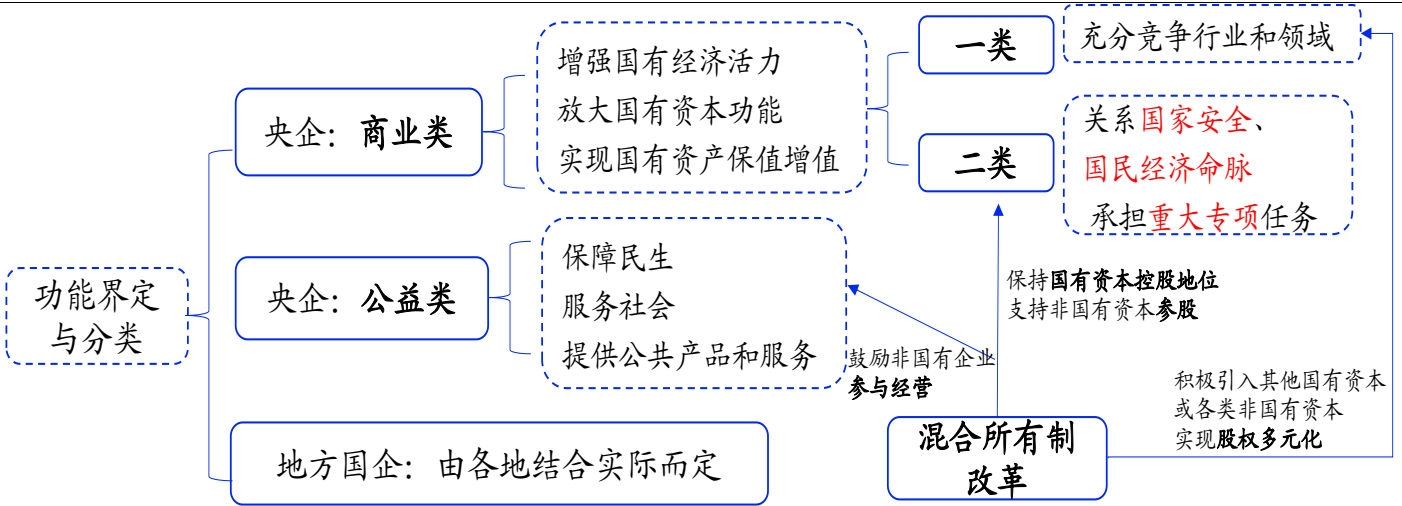 功能界定
与分类
央企：商业类
增强国有经济活力
放大国有资本功能
实现国有资产保值增值
一类
充分竞争行业和领域
二类
关系国家安全、
国民经济命脉
承担重大专项任务
央企：公益类
保障民生
服务社会
提供公共产品和服务
地方国企：由各地结合实际而定
保持国有资本控股地位
支持非国有资本参股
鼓励非国有企业
参与经营
积极引入其他国有资本
或各类非国有资本
实现股权多元化
混合所有制
改革